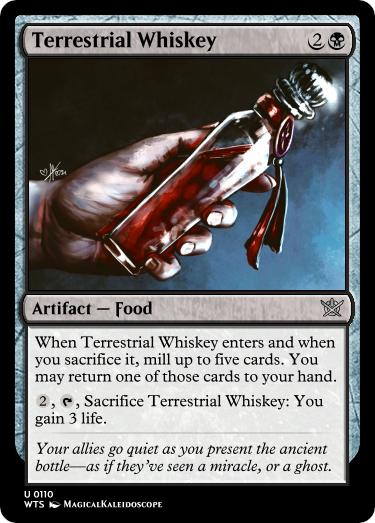 Terrestrial Whiskey 2
Artifact — Food
When Terrestrial Whiskey enters and when
you sacrifice it, mill up to five cards. You
may return one of those cards to your hand.
2, , Sacrifice Terrestrial Whiskey: You
gain 3 life.
Your allies go quiet as you present the ancient
bottle—as if they've seen a miracle, or a ghost.
U 0110
WTS MagicalKaleidoscope